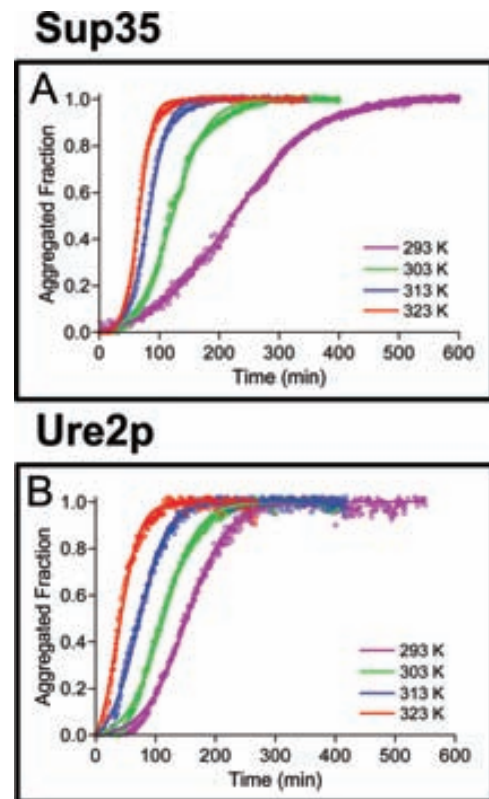 Sup35
A
Aggregated Fraction
1.0
0.8
0.6
0.4
0.2
0.0
293 K
303 K
313 K
323 K
0 100 200 300 400 500 600
Time (min)
Ure2p
B
Aggregated Fraction
1.0
0.8
0.6
0.4
0.2
0.0
293 K
303 K
313 K
323 K
0 100 200 300 400 500 600
Time (min)